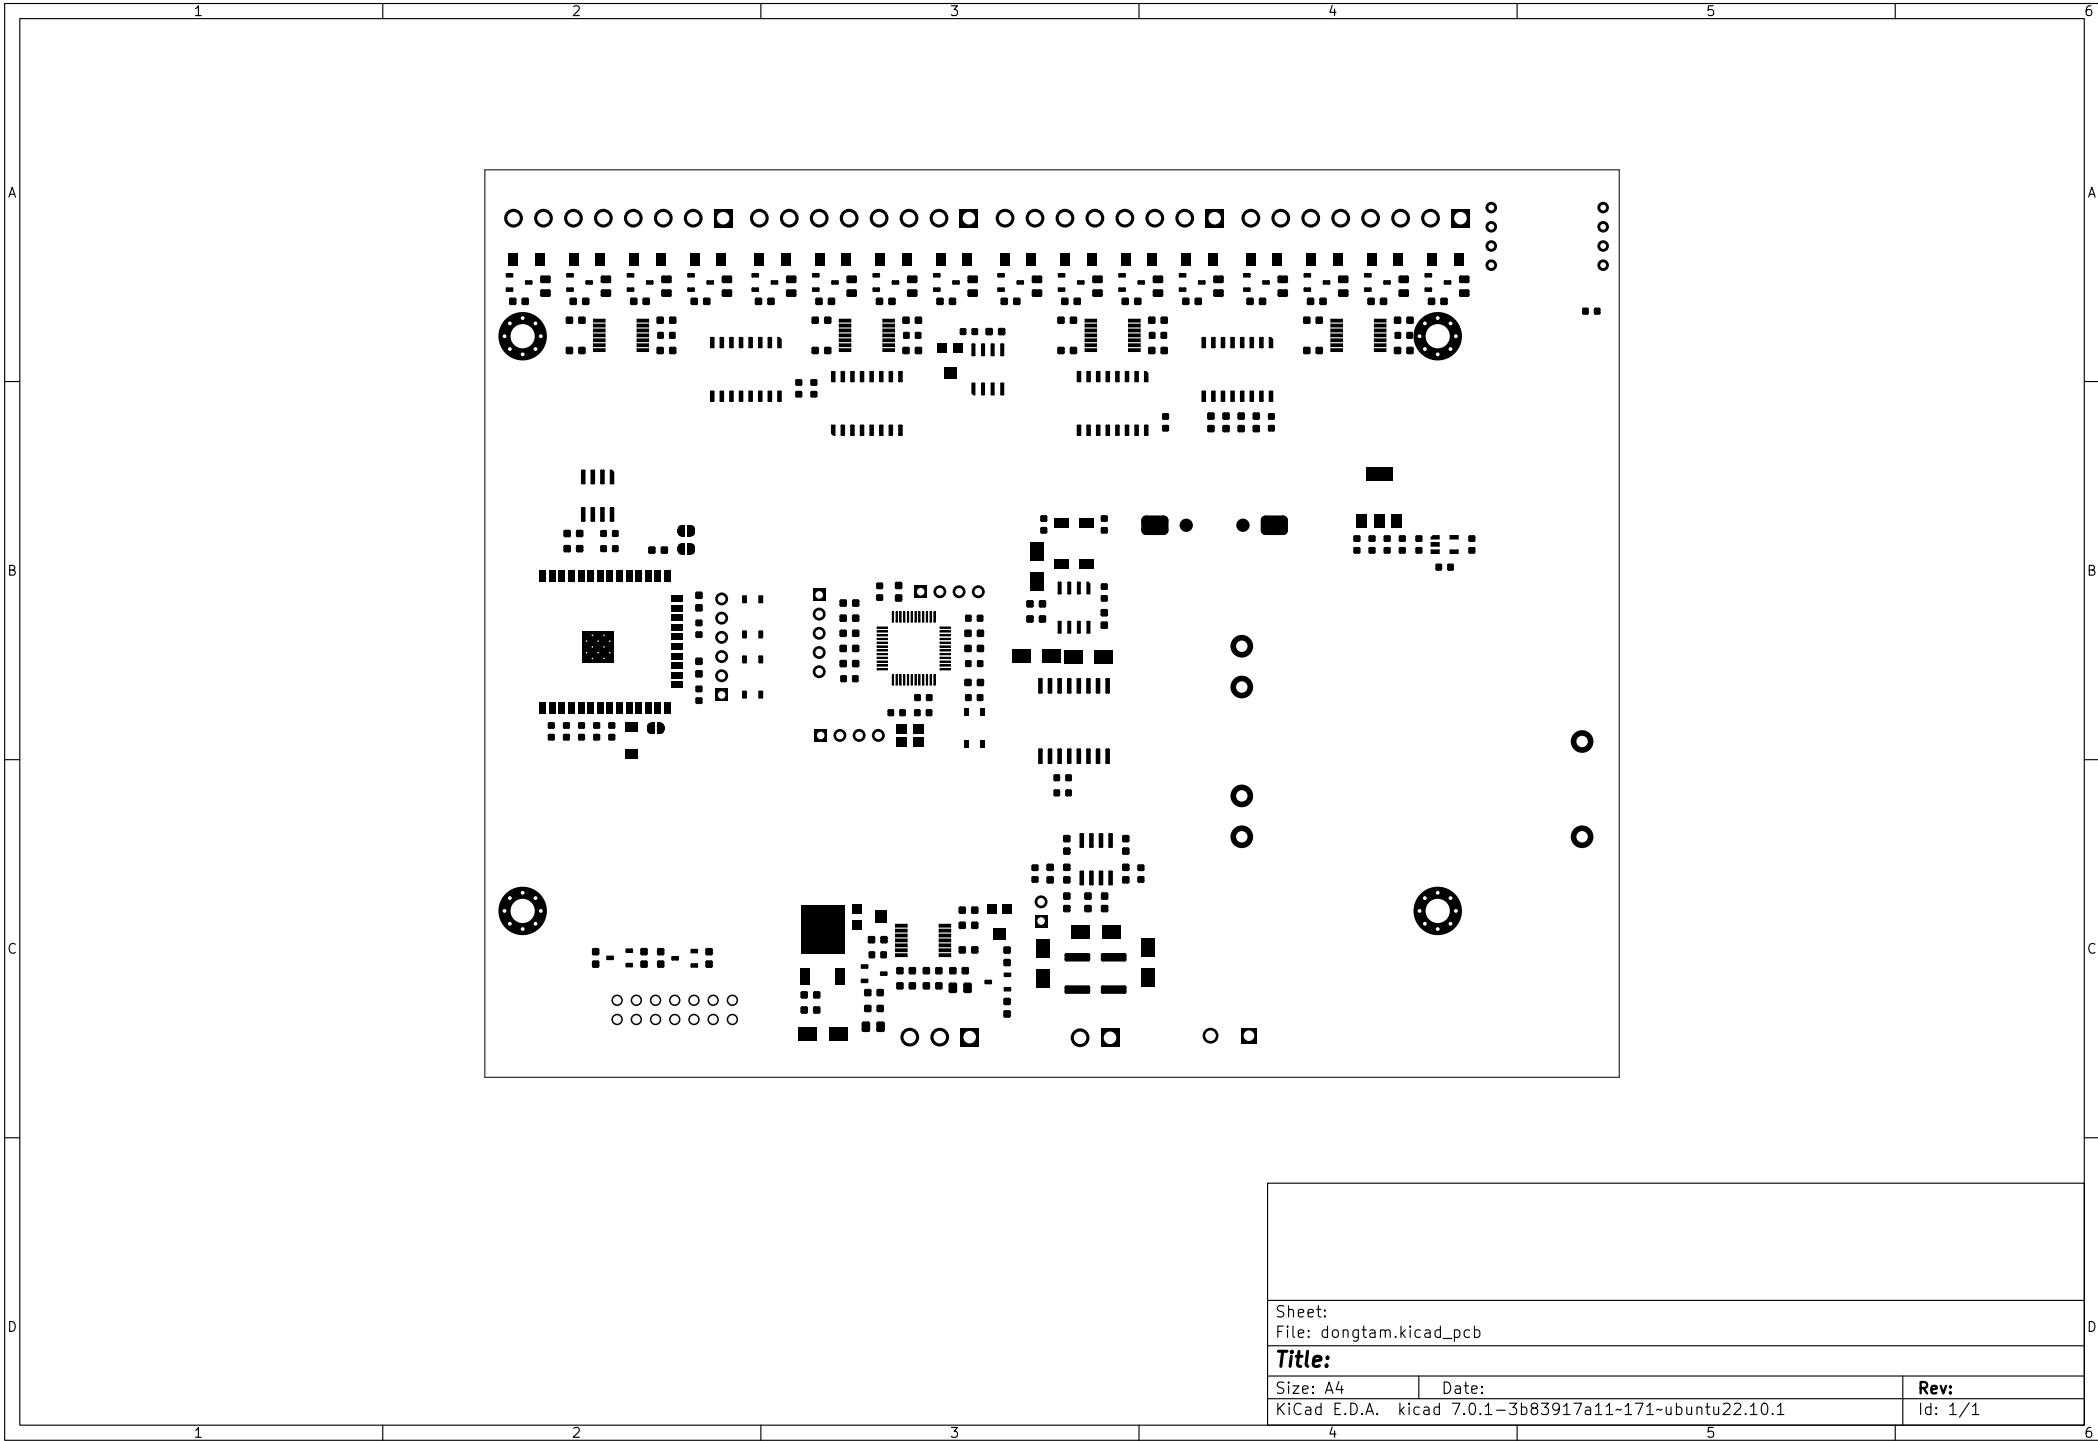 1 2 3 4 5 6
A A
B B
C C
D D
Sheet:
File: dongtam.kicad_pcb
Title:
Size: A4 Date: Rev:
KiCad E.D.A. kicad 7.0.1-3b83917a11~171~ubuntu22.10.1 Id: 1/1
1 2 3 4 5 6